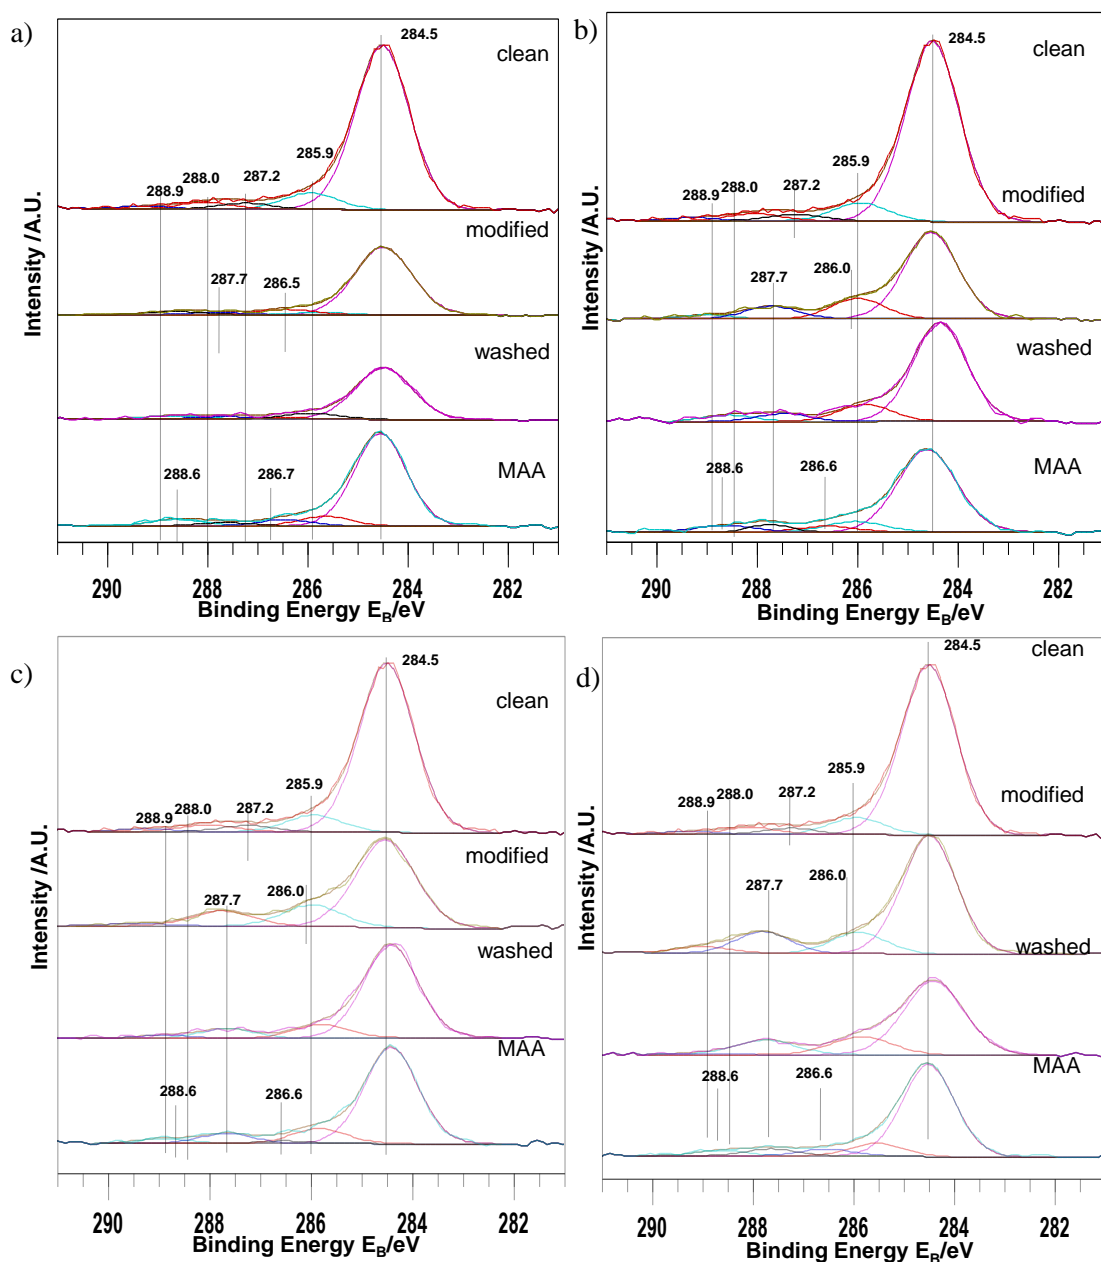 a)
284.5
clean
285.9
287.2
288.0
288.9
modified
287.7
286.5
washed
MAA
288.6
286.7
Intensity /A.U.
290 288 286 284 282
Binding Energy E_B/eV
b)
284.5
clean
modified
285.9
287.2
288.0
288.9
286.0
287.7
washed
MAA
288.6
286.6
Intensity /A.U.
290 288 286 284 282
Binding Energy E_B/eV
c)
284.5
clean
285.9
287.2
288.0
288.9
modified
286.0
287.7
washed
MAA
288.6
286.6
Intensity /A.U.
290 288 286 284 282
Binding Energy E_B/eV
d)
284.5
clean
285.9
modified
287.2
288.0
288.9
287.7
286.0
washed
MAA
288.6
286.6
Intensity /A.U.
290 288 286 284 282
Binding Energy E_B/eV